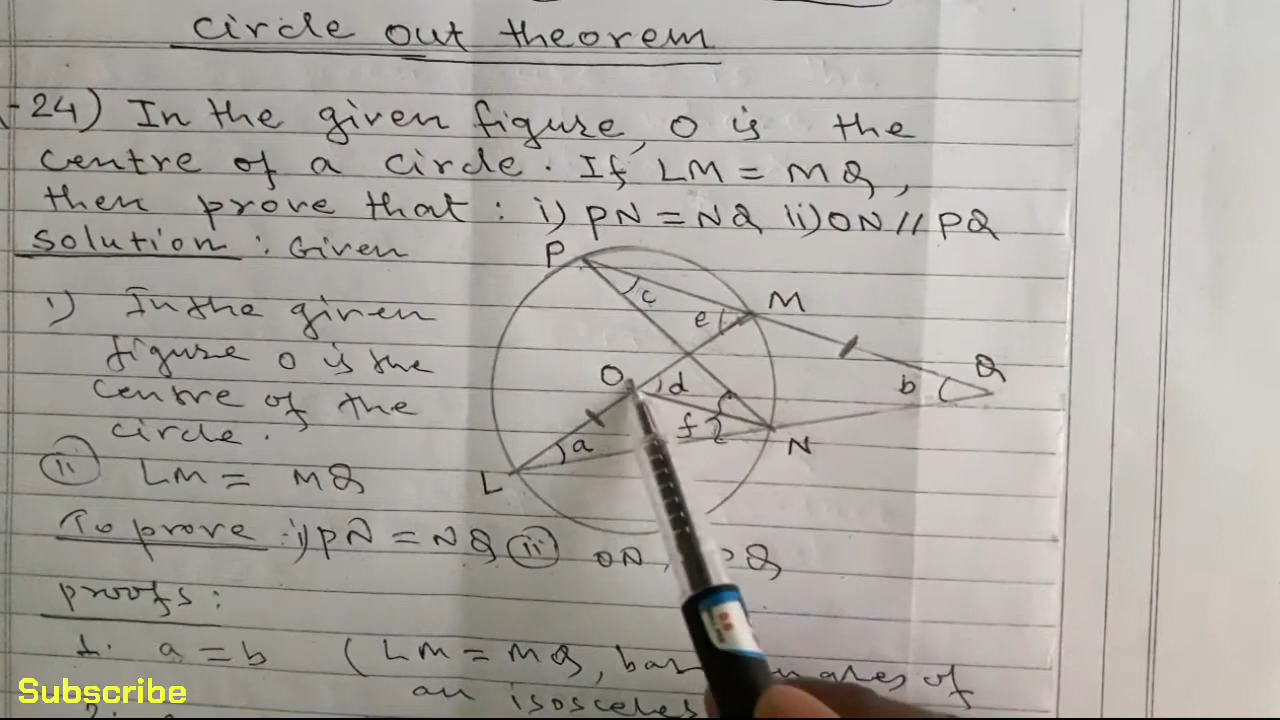 Circle out theorem
24) In the given figure, O is the
centre of a circle. If LM = MQ,
then prove that : i) PN = NQ ii) ON // PQ
solution : Given
i) In the given
figure O is the
centre of the
circle.
ii LM = MQ
P
c
M
e
O
d
Q
b
f
N
a
L
To prove : i) PN = NQ ii ON
Q
proofs :
1. a = b ( LM = MQ, of
an isosceles
Subscribe